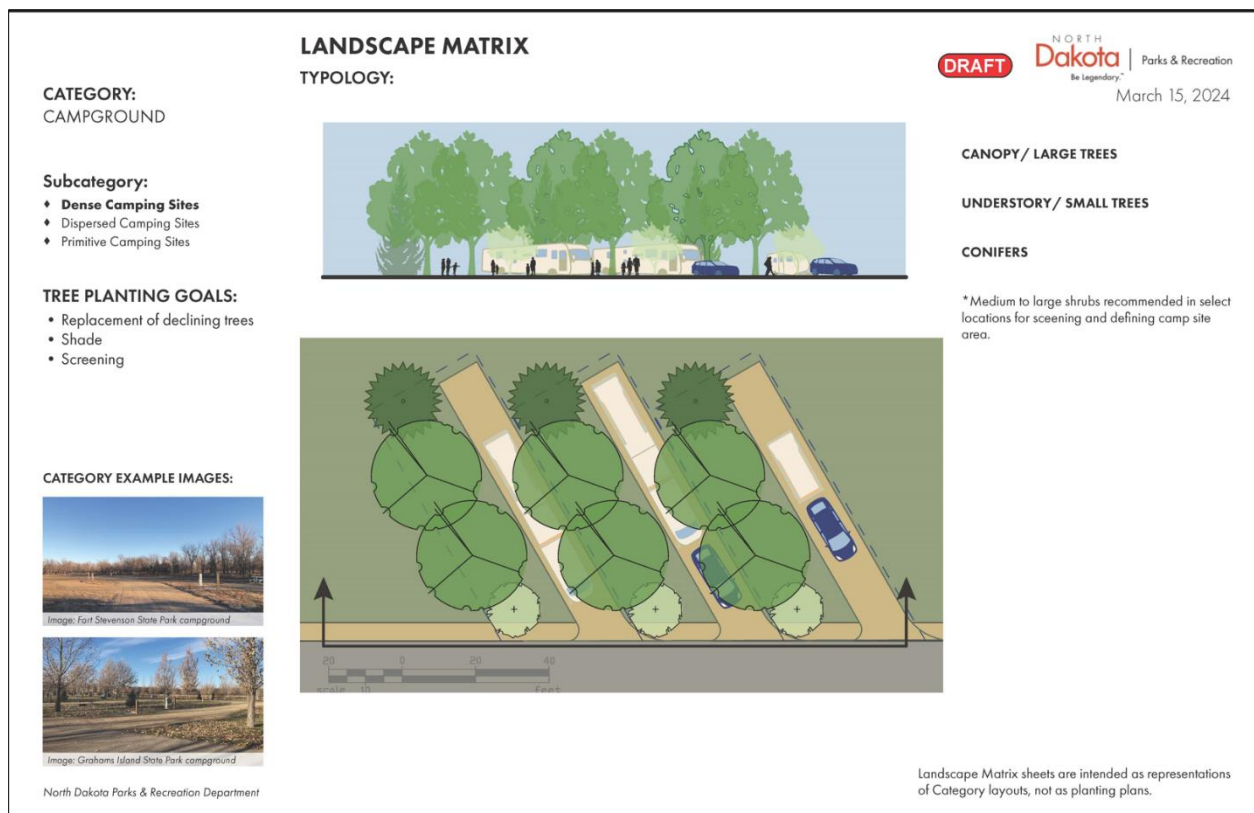 LANDSCAPE MATRIX
TYPOLOGY:
DRAFT
NORTH
Dakota
Be Legendary.™
Parks & Recreation
March 15, 2024
CATEGORY:
CAMPGROUND
Subcategory:
♦ Dense Camping Sites
♦ Dispersed Camping Sites
♦ Primitive Camping Sites
TREE PLANTING GOALS:
• Replacement of declining trees
• Shade
• Screening
CATEGORY EXAMPLE IMAGES:
Image: Fort Stevenson State Park campground
Image: Grahams Island State Park campground
North Dakota Parks & Recreation Department
20 0 20 40
scale 10 feet
CANOPY/ LARGE TREES
UNDERSTORY/ SMALL TREES
CONIFERS
*Medium to large shrubs recommended in select
locations for sceening and defining camp site
area.
Landscape Matrix sheets are intended as representations
of Category layouts, not as planting plans.